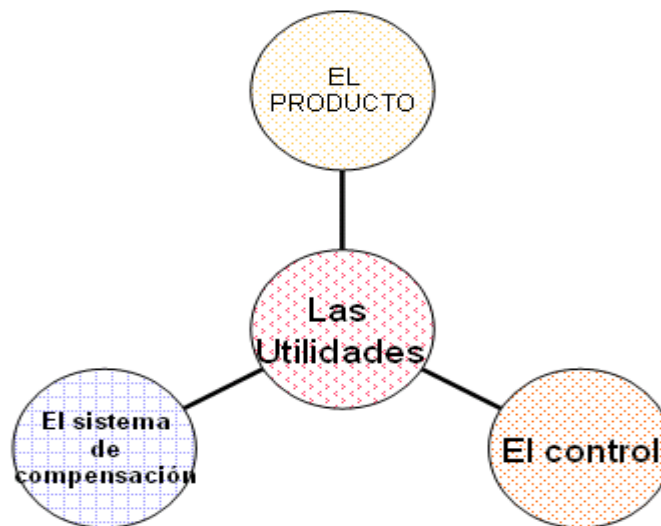 EL
PRODUCTO
Las
Utilidades
El sistema
de
compensación
El control